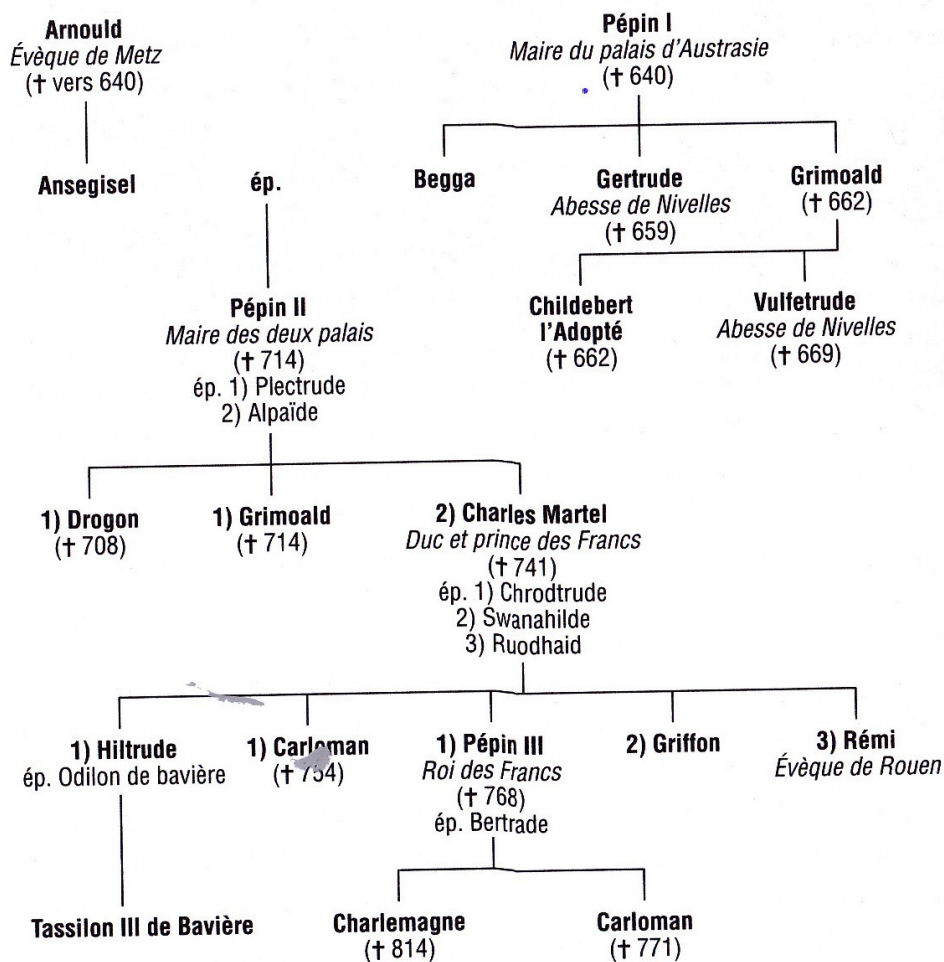 Arnould
Évèque de Metz
(† vers 640)
Pépin I
Maire du palais d'Austrasie
(† 640)
Ansegisel
ép.
Begga
Gertrude
Abesse de Nivelles
(† 659)
Grimoald
(† 662)
Pépin II
Maire des deux palais
(† 714)
ép. 1) Plectrude
2) Alpaïde
Childebert
l'Adopté
(† 662)
Vulfetrude
Abesse de Nivelles
(† 669)
1) Drogon
(† 708)
1) Grimoald
(† 714)
2) Charles Martel
Duc et prince des Francs
(† 741)
ép. 1) Chrodtrude
2) Swanahilde
3) Ruodhaid
1) Hiltrude
ép. Odilon de bavière
1) Carloman
(† 754)
1) Pépin III
Roi des Francs
(† 768)
ép. Bertrade
2) Griffon
3) Rémi
Évèque de Rouen
Tassilon III de Bavière
Charlemagne
(† 814)
Carloman
(† 771)